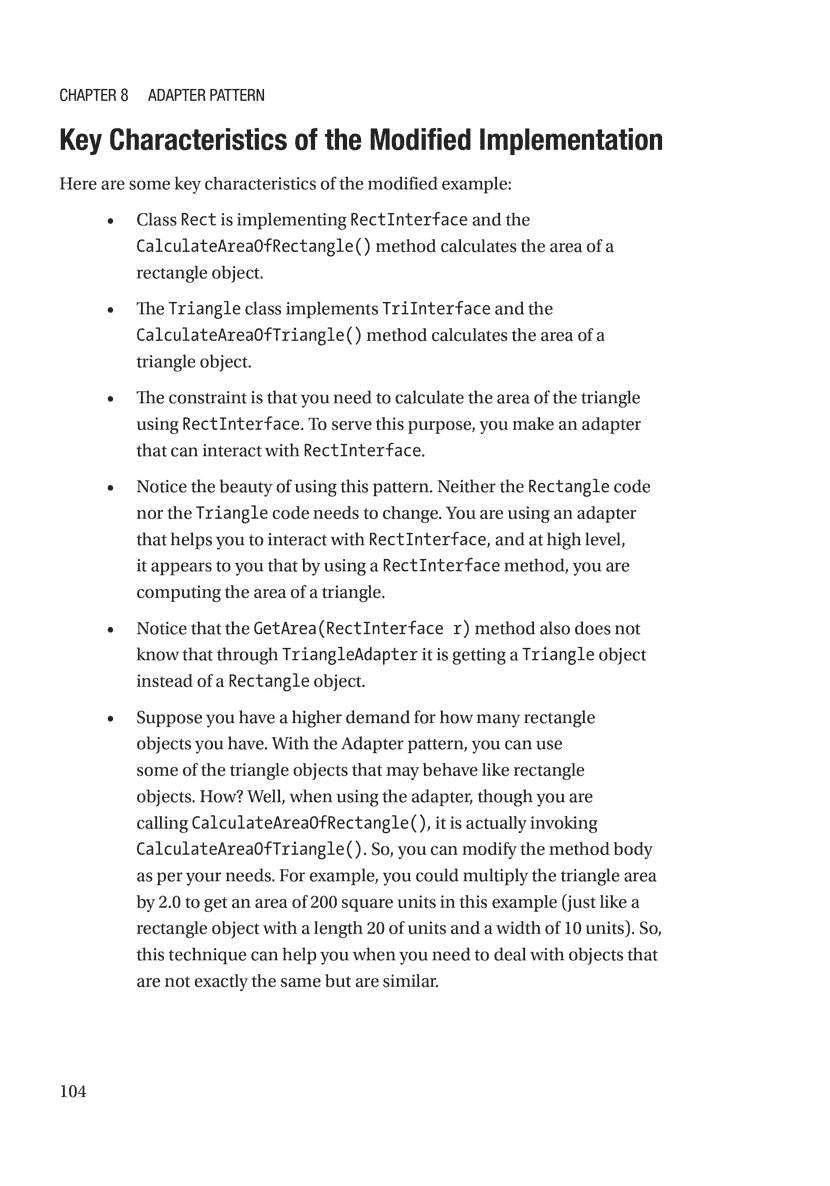 CHAPTER 8 ADAPTER PATTERN
Key Characteristics of the Modified Implementation
Here are some key characteristics of the modified example:
• Class Rect is implementing RectInterface and the
CalculateAreaOfRectangle() method calculates the area of a
rectangle object.
• The Triangle class implements TriInterface and the
CalculateAreaOfTriangle() method calculates the area of a
triangle object.
• The constraint is that you need to calculate the area of the triangle
using RectInterface. To serve this purpose, you make an adapter
that can interact with RectInterface.
• Notice the beauty of using this pattern. Neither the Rectangle code
nor the Triangle code needs to change. You are using an adapter
that helps you to interact with RectInterface, and at high level,
it appears to you that by using a RectInterface method, you are
computing the area of a triangle.
• Notice that the GetArea(RectInterface r) method also does not
know that through TriangleAdapter it is getting a Triangle object
instead of a Rectangle object.
• Suppose you have a higher demand for how many rectangle
objects you have. With the Adapter pattern, you can use
some of the triangle objects that may behave like rectangle
objects. How? Well, when using the adapter, though you are
calling CalculateAreaOfRectangle(), it is actually invoking
CalculateAreaOfTriangle(). So, you can modify the method body
as per your needs. For example, you could multiply the triangle area
by 2.0 to get an area of 200 square units in this example (just like a
rectangle object with a length 20 of units and a width of 10 units). So,
this technique can help you when you need to deal with objects that
are not exactly the same but are similar.
104